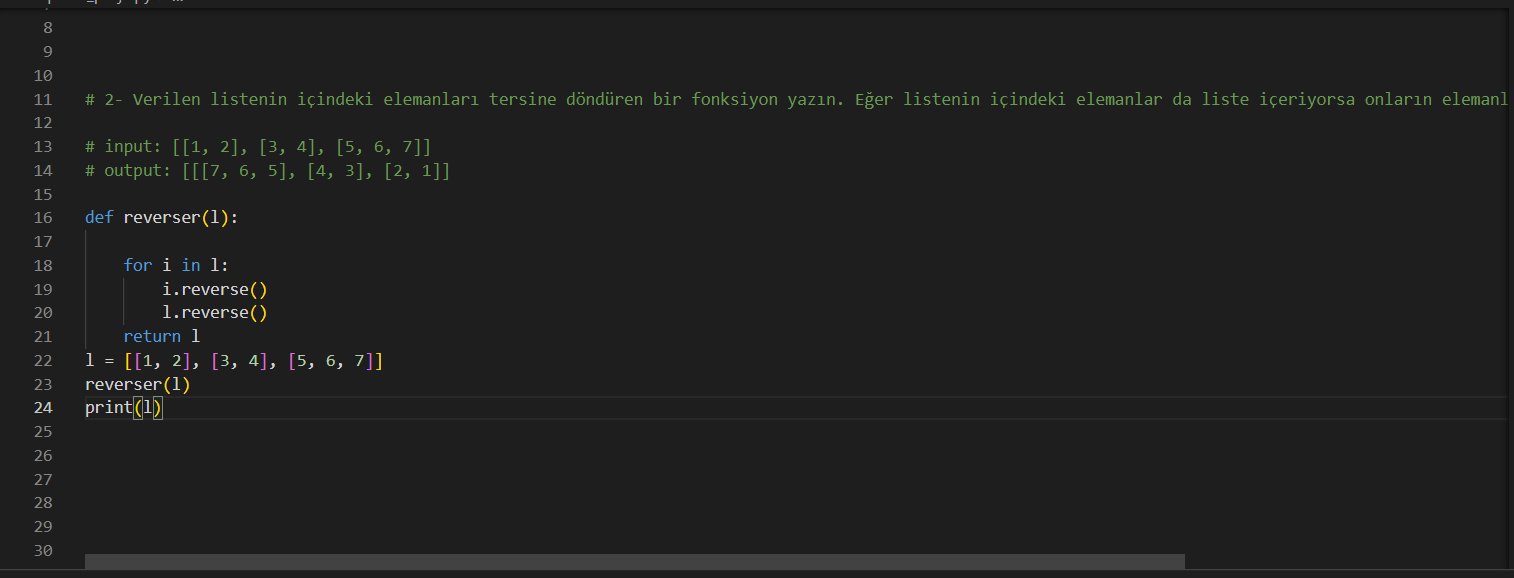 8
9
10
11 # 2- Verilen listenin içindeki elemanları tersine döndüren bir fonksiyon yazın. Eğer listenin içindeki elemanlar da liste içeriyorsa onların elemanl
12
13 # input: [[1, 2], [3, 4], [5, 6, 7]]
14 # output: [[[7, 6, 5], [4, 3], [2, 1]]
15
16 def reverser(l):
17
18 for i in l:
19 i.reverse()
20 l.reverse()
21 return l
22 l = [[1, 2], [3, 4], [5, 6, 7]]
23 reverser(l)
24 print(l)
25
26
27
28
29
30